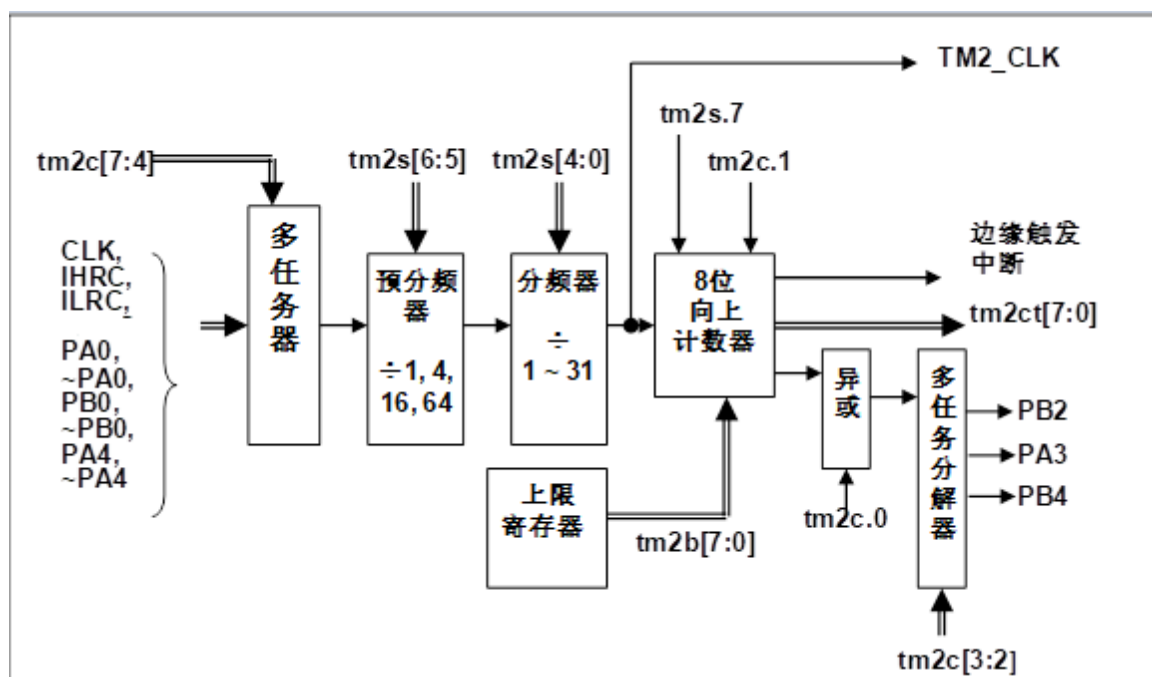 TM2_CLK
tm2s.7
tm2c[7:4]
tm2s[6:5]
tm2s[4:0]
tm2c.1
CLK,
IHRC,
ILRC,
PA0,
~PA0,
PB0,
~PB0,
PA4,
~PA4
多
任
务
器
预分频
器
÷1, 4,
16, 64
分频器
÷
1 ~ 31
8位
向上
计数器
边缘触发
中断
tm2ct[7:0]
异
或
多
任
务
分
解
器
PB2
PA3
PB4
上限
寄存器
tm2b[7:0]
tm2c.0
tm2c[3:2]